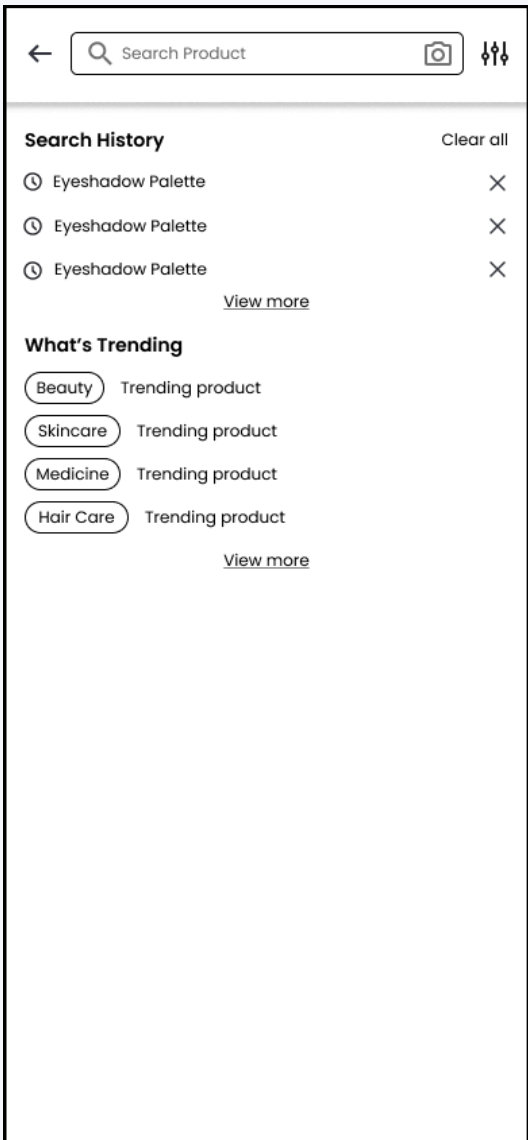 Search Product
Search History Clear all
Eyeshadow Palette
Eyeshadow Palette
Eyeshadow Palette
View more
What’s Trending
Beauty Trending product
Skincare Trending product
Medicine Trending product
Hair Care Trending product
View more